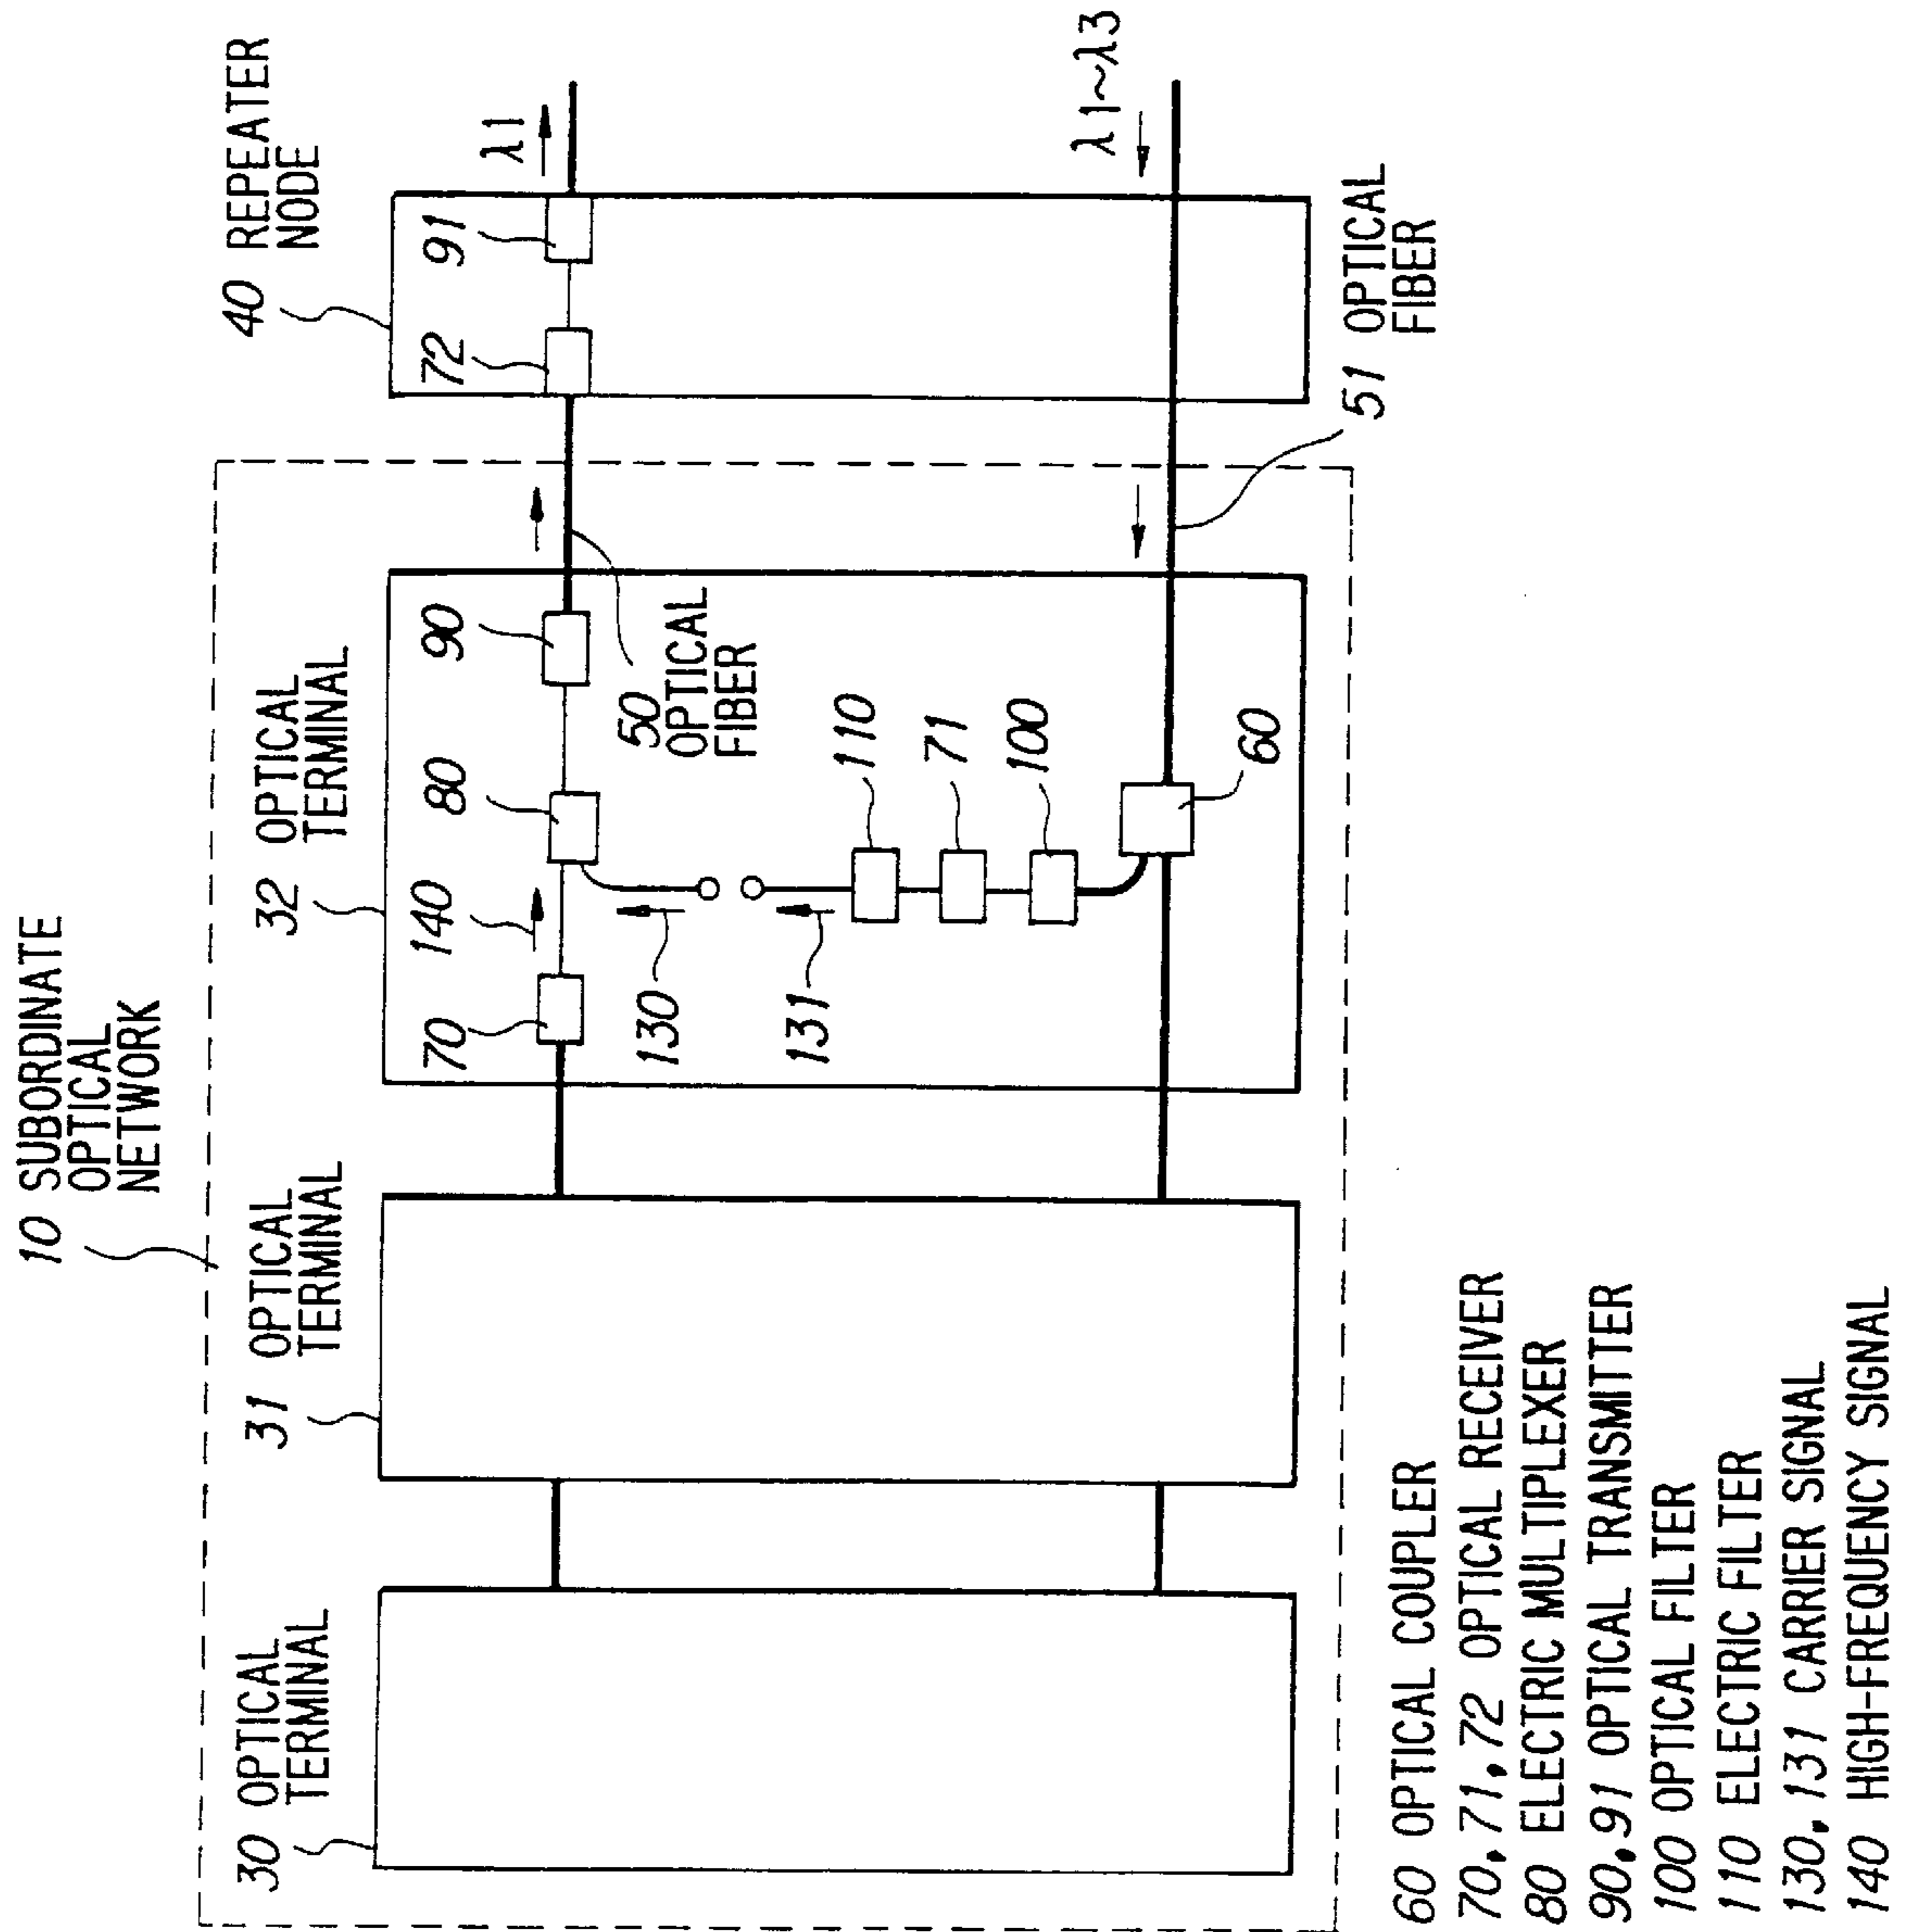 10 SUBORDINATE
OPTICAL
NETWORK
30 OPTICAL
TERMINAL
31 OPTICAL
TERMINAL
32 OPTICAL
TERMINAL
40 REPEATER
NODE
70
140
80
90
72
91
λ1
130
131
50
OPTICAL
FIBER
110
71
100
60
51 OPTICAL
FIBER
λ1~λ3
60 OPTICAL COUPLER
70,71,72 OPTICAL RECEIVER
80 ELECTRIC MULTIPLEXER
90,91 OPTICAL TRANSMITTER
100 OPTICAL FILTER
110 ELECTRIC FILTER
130,131 CARRIER SIGNAL
140 HIGH-FREQUENCY SIGNAL